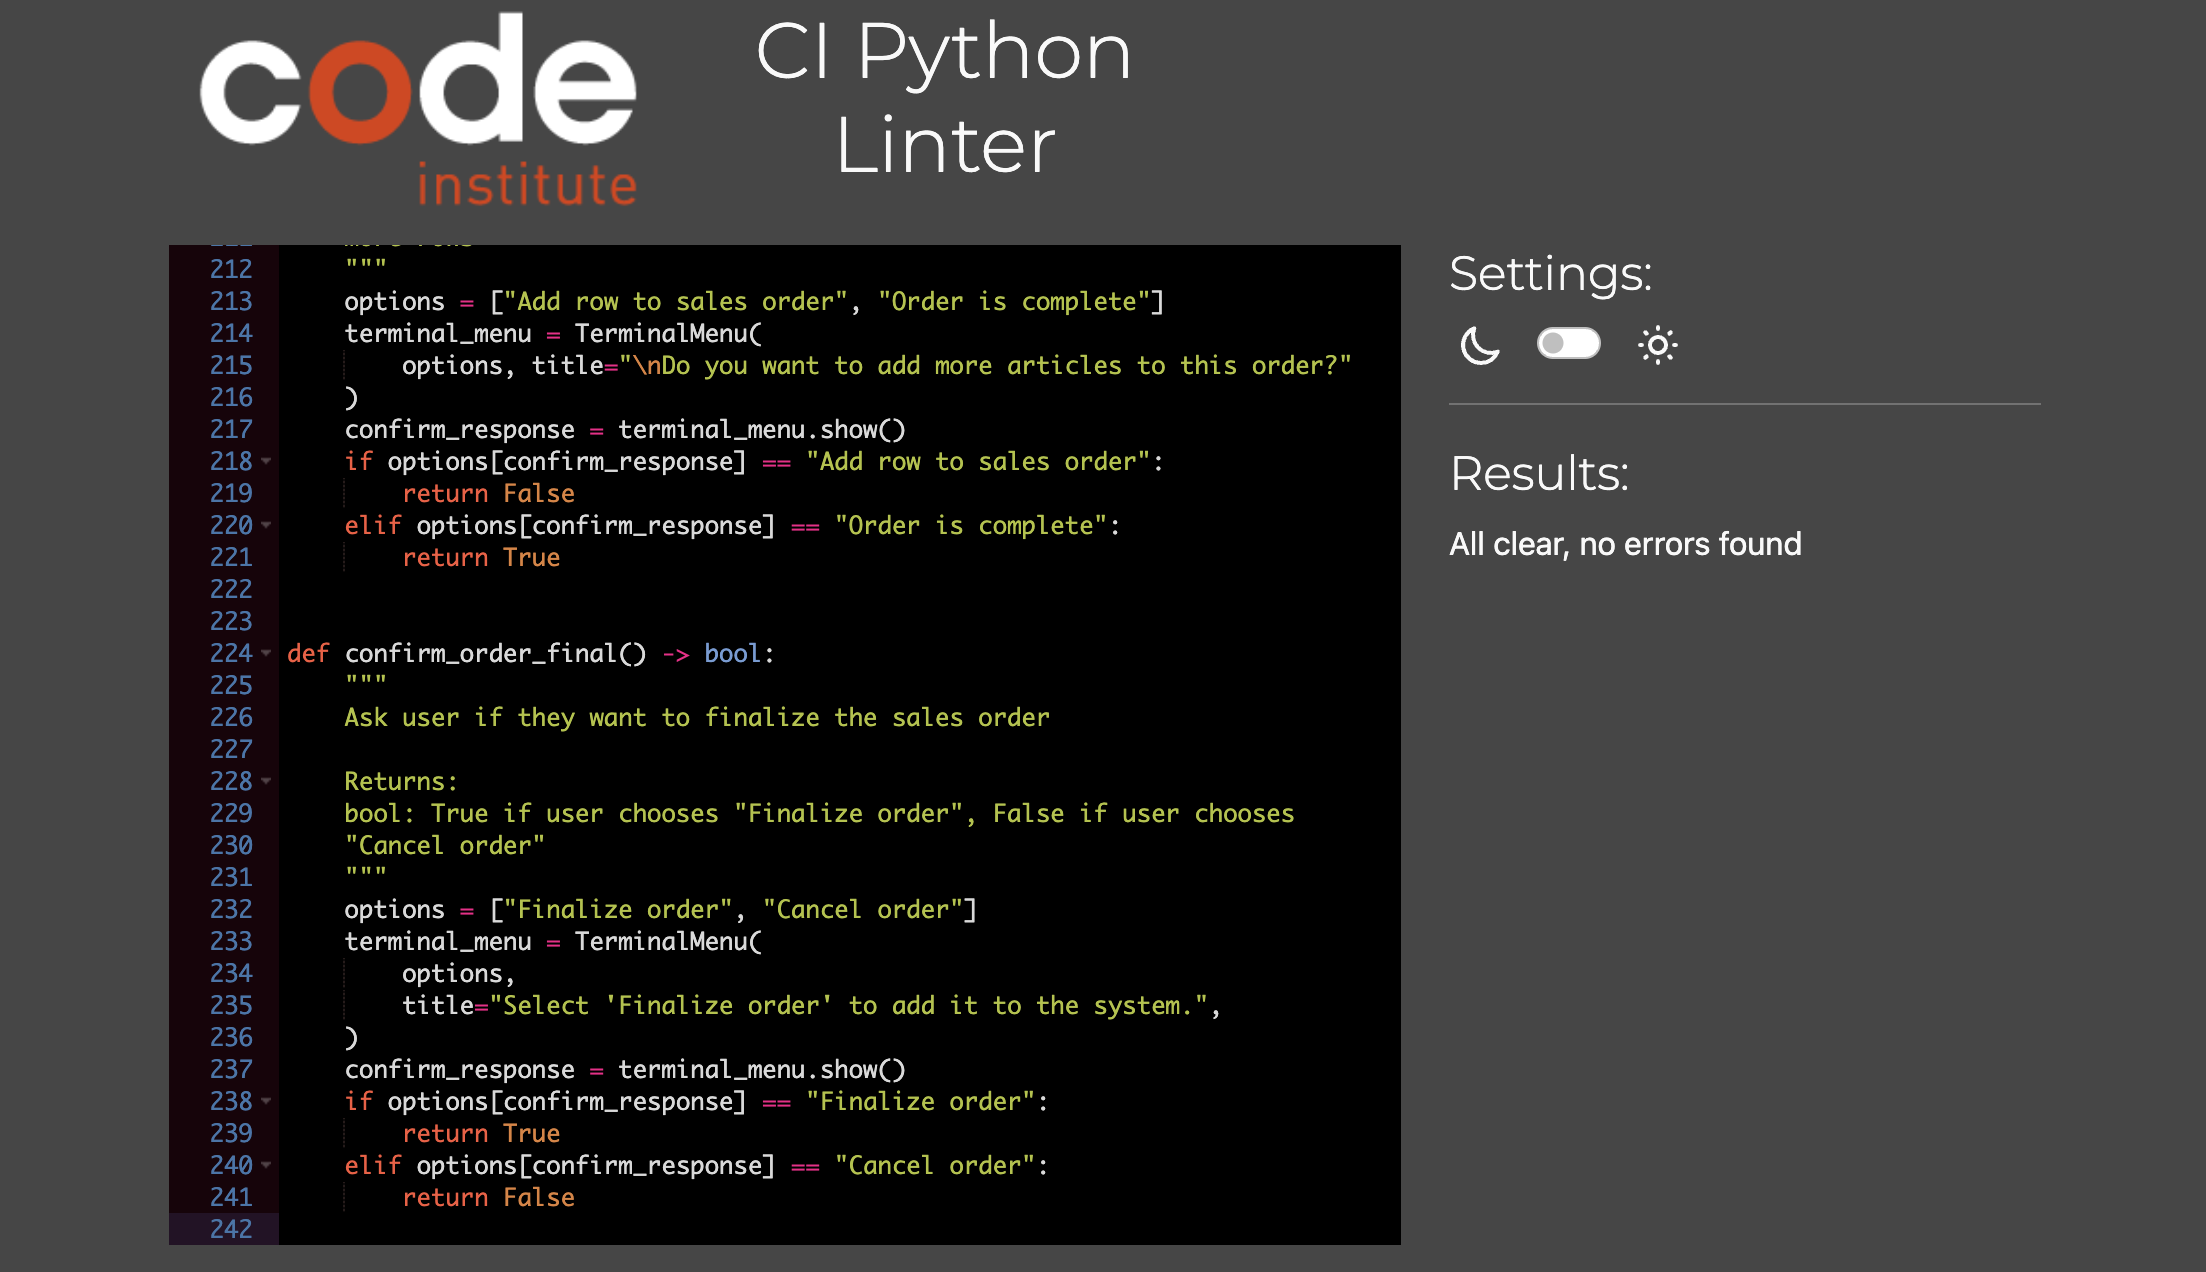 code
institute
CI Python
Linter
212     """
213     options = ["Add row to sales order", "Order is complete"]
214     terminal_menu = TerminalMenu(
215         options, title="\nDo you want to add more articles to this order?"
216     )
217     confirm_response = terminal_menu.show()
218     if options[confirm_response] == "Add row to sales order":
219         return False
220     elif options[confirm_response] == "Order is complete":
221         return True
222
223
224 def confirm_order_final() -> bool:
225     """
226     Ask user if they want to finalize the sales order
227
228     Returns:
229     bool: True if user chooses "Finalize order", False if user chooses
230     "Cancel order"
231     """
232     options = ["Finalize order", "Cancel order"]
233     terminal_menu = TerminalMenu(
234         options,
235         title="Select 'Finalize order' to add it to the system.",
236     )
237     confirm_response = terminal_menu.show()
238     if options[confirm_response] == "Finalize order":
239         return True
240     elif options[confirm_response] == "Cancel order":
241         return False
242
Settings:
Results:
All clear, no errors found